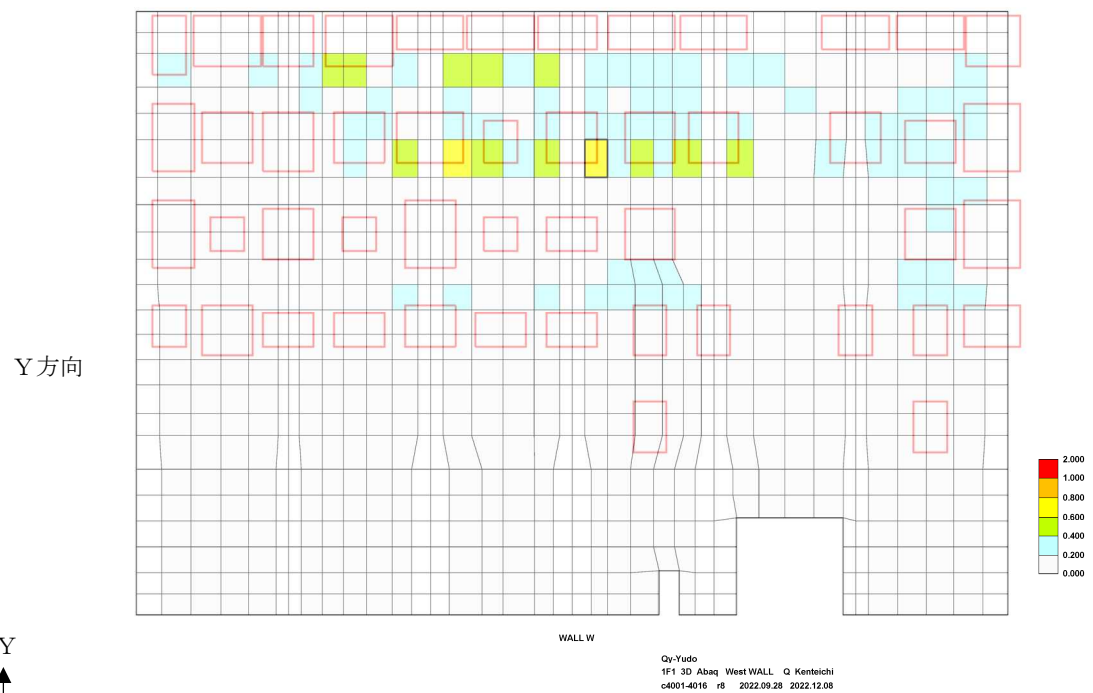 Ｙ方向
2.000
1.000
0.800
0.600
0.400
0.200
0.000
WALL W
Y
Qy-Yudo
1F1 3D Abaq West WALL Q Kenteichi
c4001-4016 r8 2022.09.28 2022.12.08